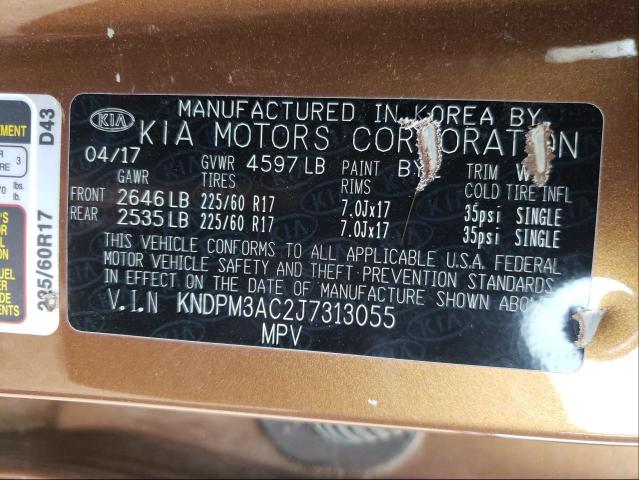 MANUFACTURED IN KOREA BY
KIA KIA MOTORS CORPORATION
04/17 GVWR 4597 LB PAINT TRIM
GAWR TIRES RIMS COLD TIRE INFL
FRONT 2646 LB 225/60 R17 7.0Jx17 35psi SINGLE
REAR 2535 LB 225/60 R17 7.0Jx17 35psi SINGLE
THIS VEHICLE CONFORMS TO ALL APPLICABLE U.S.A. FEDERAL
MOTOR VEHICLE SAFETY AND THEFT PREVENTION STANDARDS
IN EFFECT ON THE DATE OF MANUFACTURE SHOWN
V.I.N KNDPM3AC2J7313055
MPV
D43
3
lbs.